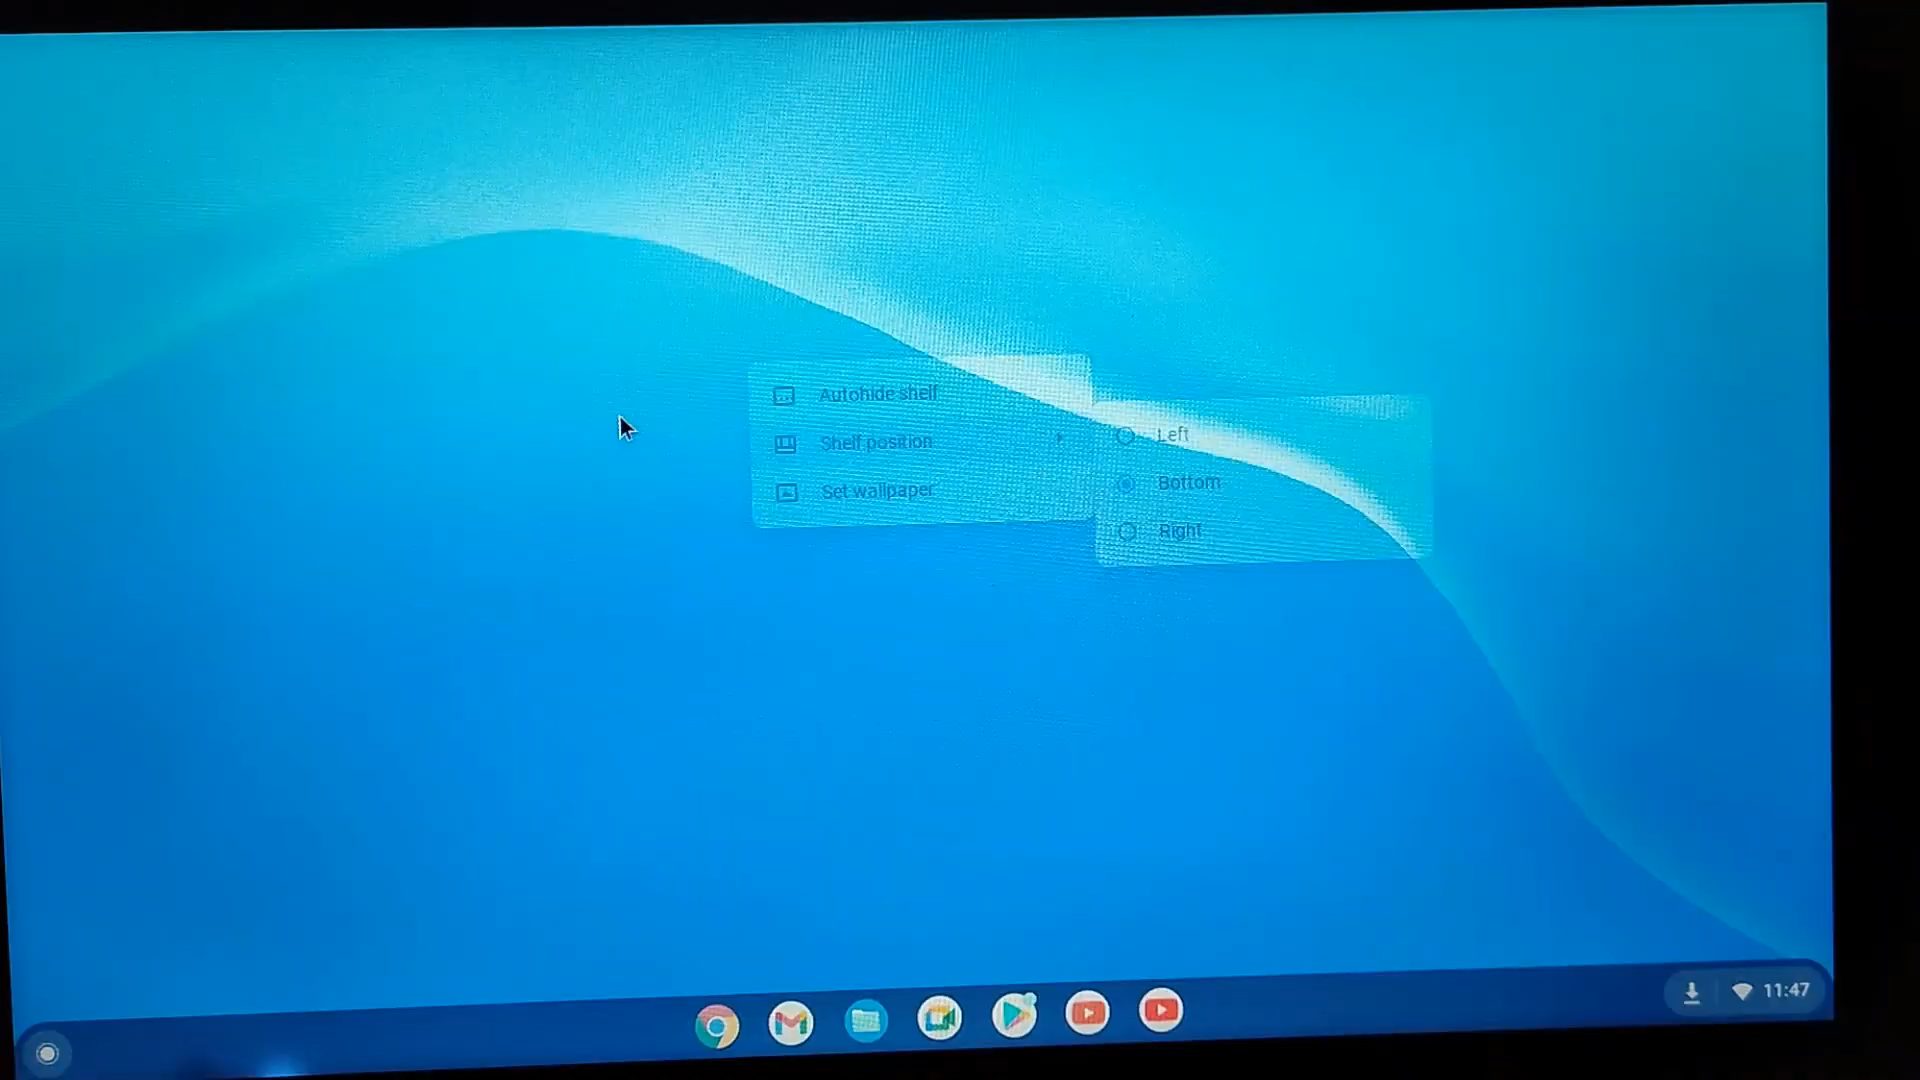 Autohide shelf
Shelf position
Set wallpaper
Left
Bottom
Right
11:47